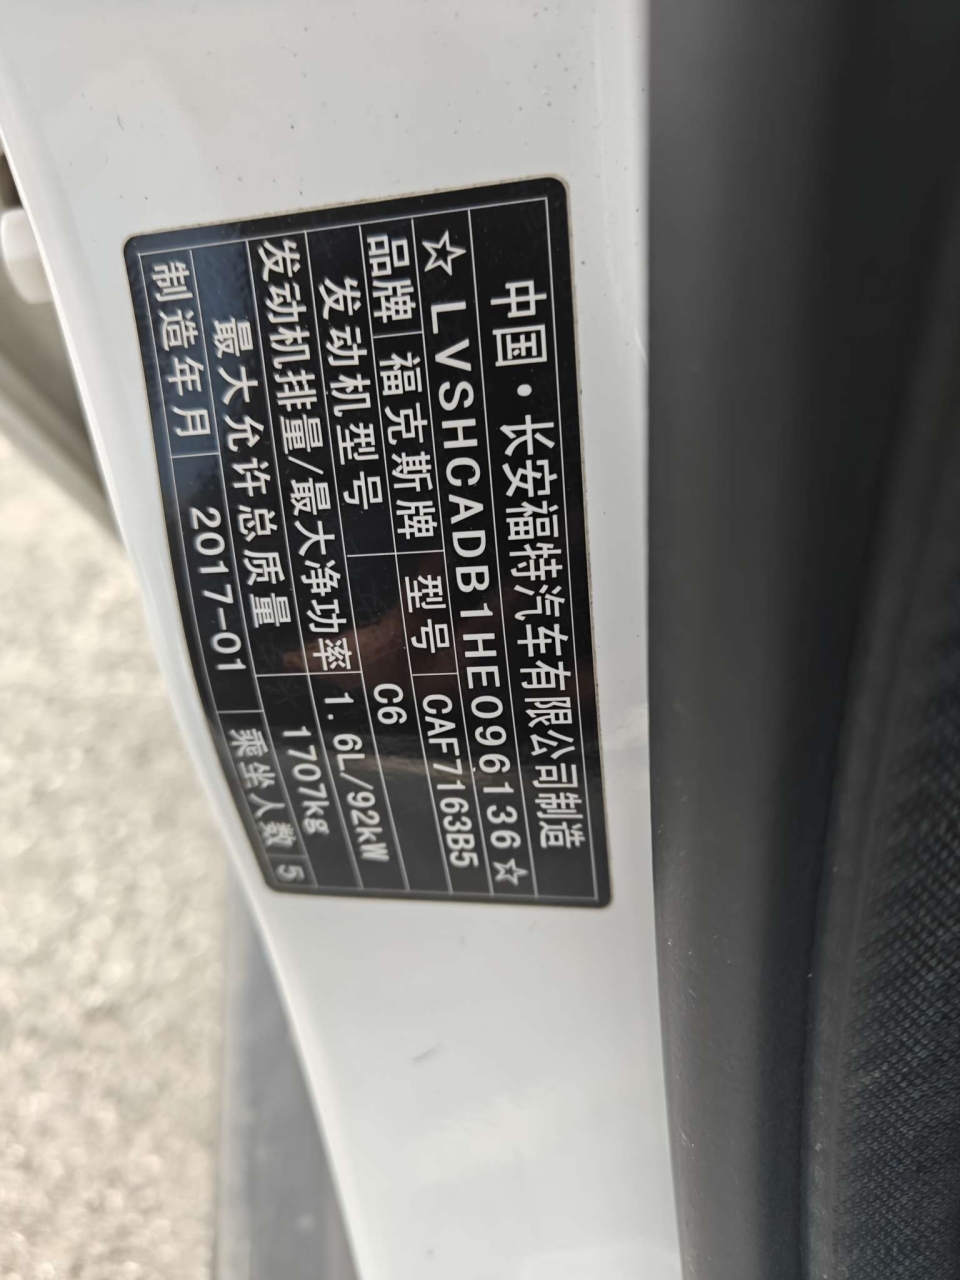 中国·长安福特汽车有限公司制造
☆LVSHCADB1HE096136☆
品牌 福克斯牌 型号 CAF7163B5
发动机型号 C6
发动机排量/最大净功率 1.6L/92kW
最大允许总质量 1707kg
制造年月 2017-01 乘坐人数 5